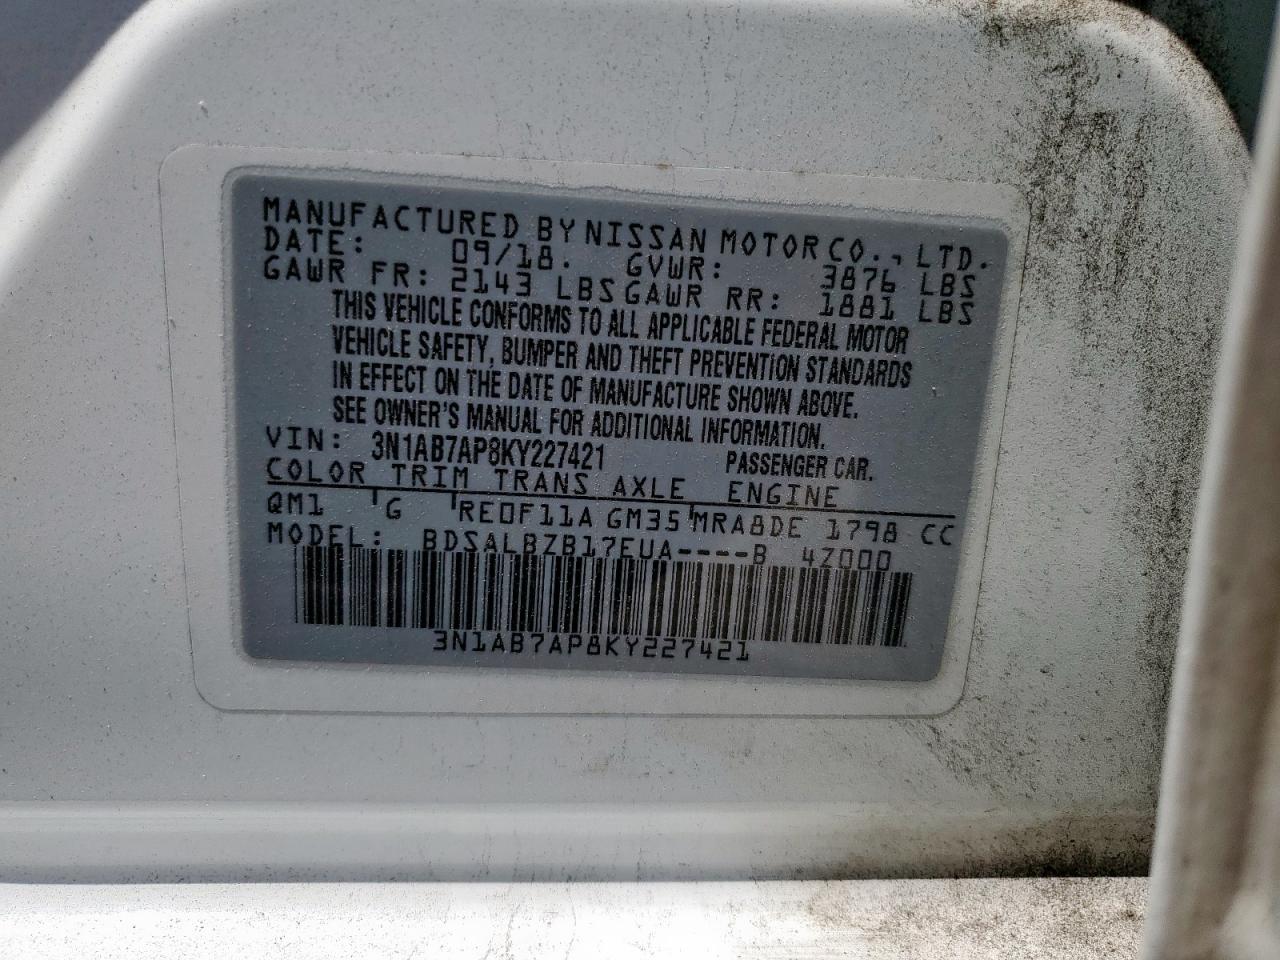 MANUFACTURED BY NISSAN MOTOR CO., LTD.
DATE: 09/18. GVWR: 3876 LBS
GAWR FR: 2143 LBS GAWR RR: 1881 LBS
THIS VEHICLE CONFORMS TO ALL APPLICABLE FEDERAL MOTOR
VEHICLE SAFETY, BUMPER AND THEFT PREVENTION STANDARDS
IN EFFECT ON THE DATE OF MANUFACTURE SHOWN ABOVE.
SEE OWNER'S MANUAL FOR ADDITIONAL INFORMATION.
VIN: 3N1AB7AP8KY227421 PASSENGER CAR.
COLOR TRIM TRANS AXLE ENGINE
QM1 G RE0F11A GM35 MRA8DE 1798 CC
MODEL: BDSALBZB17EUA----B 4Z000
3N1AB7AP8KY227421